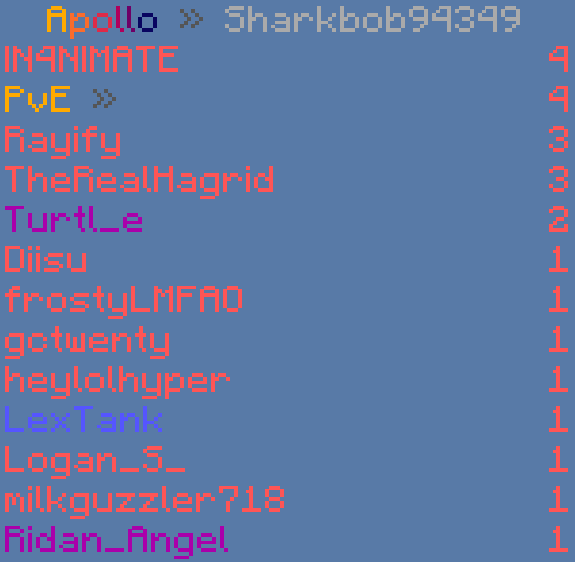 Apollo » Sharkbob94349
IN4NIMATE 4
PvE » 4
Rayify 3
TheRealHagrid 3
Turtl_e 2
Diisu 1
frostyLMFAO 1
gctwenty 1
heylolhyper 1
LexTank 1
Logan_S_ 1
milkguzzler718 1
Ridan_Angel 1